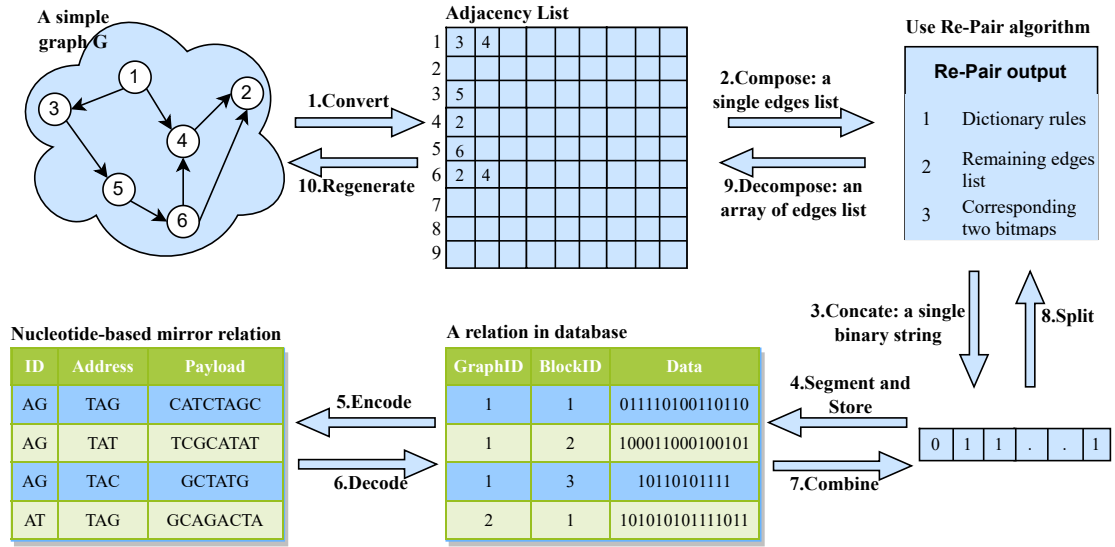 A simple
graph G
1
2
3
4
5
6
1.Convert
10.Regenerate
Adjacency List
1 3 4
2
3 5
4 2
5 6
6 2 4
7
8
9
2.Compose: a
single edges list
9.Decompose: an
array of edges list
Use Re-Pair algorithm
Re-Pair output
1 Dictionary rules
2 Remaining edges
list
3 Corresponding
two bitmaps
3.Concate: a single
binary string
8.Split
Nucleotide-based mirror relation
ID Address Payload
AG TAG CATCTAGC
AG TAT TCGCATAT
AG TAC GCTATG
AT TAG GCAGACTA
5.Encode
6.Decode
A relation in database
GraphID BlockID Data
1 1 011110100110110
1 2 100011000100101
1 3 10110101111
2 1 101010101111011
4.Segment and
Store
7.Combine
0 1 1 . . 1